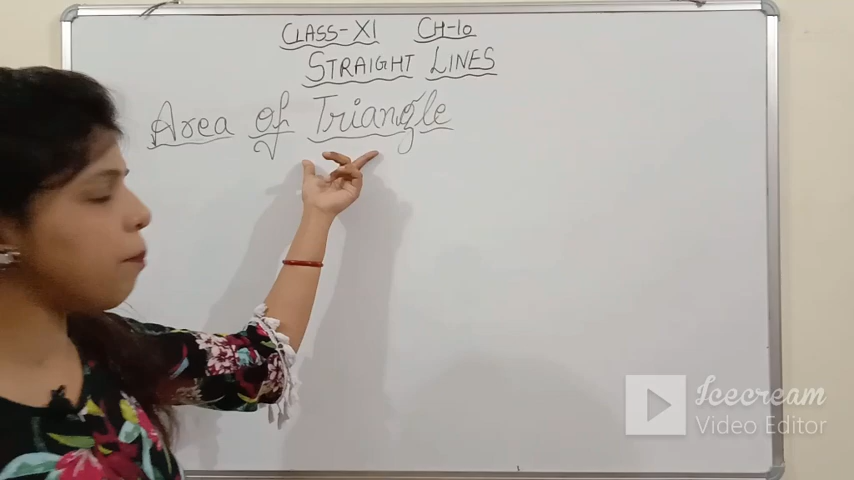 CLASS-XI CH-10
STRAIGHT LINES
Area of Triangle
Icecream
Video Editor